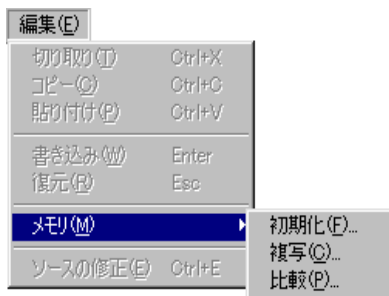 編集(E)
切り取り(T) Ctrl+X
コピー(C) Ctrl+C
貼り付け(P) Ctrl+V
書き込み(W) Enter
復元(R) Esc
メモリ(M)
初期化(F)...
複写(C)...
比較(P)...
ソースの修正(E) Ctrl+E